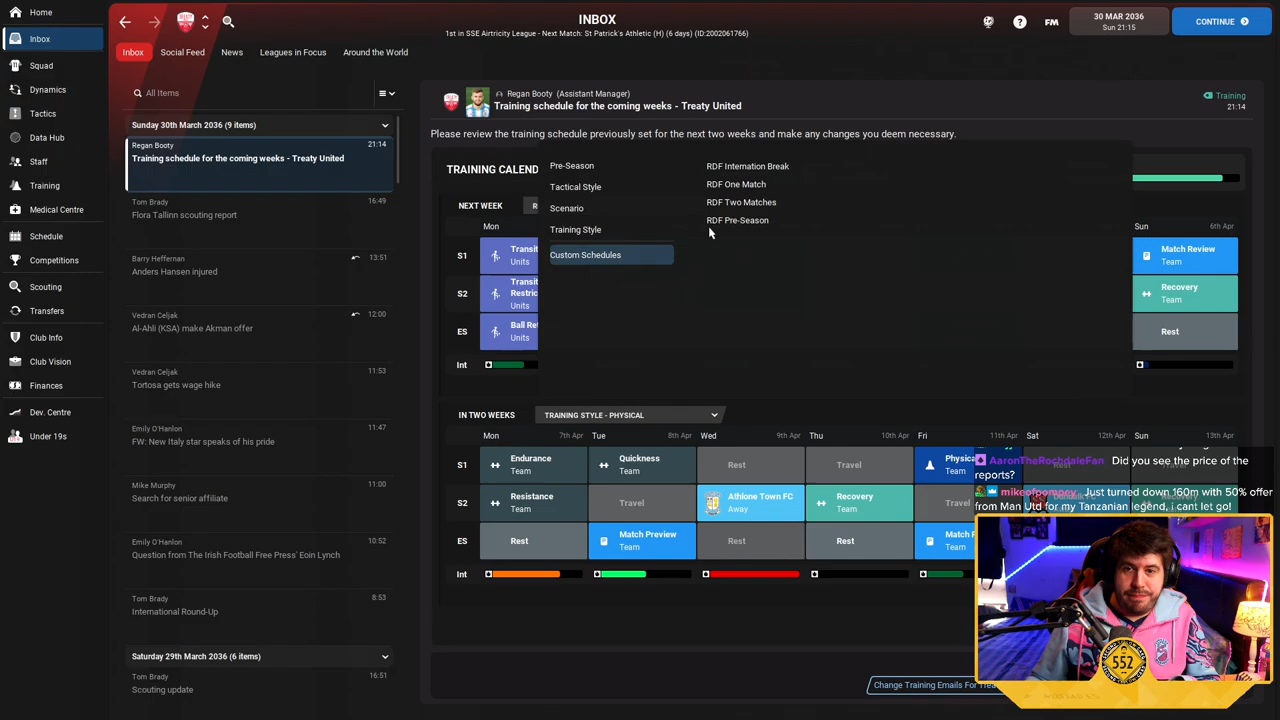 Home
INBOX
30 MAR 2036
Sun 21:15
CONTINUE
FM
1st in SSE Airtricity League - Next Match: St Patrick's Athletic (H) (6 days) (ID:2002061766)
Inbox
Squad
Dynamics
Tactics
Data Hub
Staff
Training
Medical Centre
Schedule
Competitions
Scouting
Transfers
Club Info
Club Vision
Finances
Dev. Centre
Under 19s
Inbox
Social Feed
News
Leagues in Focus
Around the World
All Items
Sunday 30th March 2036 (9 items)
Regan Booty
21:14
Training schedule for the coming weeks - Treaty United
Tom Brady
16:49
Flora Tallinn scouting report
Barry Heffernan
13:51
Anders Hansen injured
Vedran Celjak
12:00
Al-Ahli (KSA) make Akman offer
Vedran Celjak
11:53
Tortosa gets wage hike
Emily O'Hanlon
11:47
FW: New Italy star speaks of his pride
Mike Murphy
11:00
Search for senior affiliate
Emily O'Hanlon
10:52
Question from The Irish Football Free Press' Eoin Lynch
Tom Brady
8:53
International Round-Up
Saturday 29th March 2036 (6 items)
Tom Brady
16:51
Scouting update
Regan Booty (Assistant Manager)
Training schedule for the coming weeks - Treaty United
Training
21:14
Please review the training schedule previously set for the next two weeks and make any changes you deem necessary.
TRAINING CALEND
NEXT WEEK
R
Pre-Season
Tactical Style
Scenario
Training Style
Custom Schedules
RDF Internation Break
RDF One Match
RDF Two Matches
RDF Pre-Season
Mon
Sun
6th Apr
S1
Transit
Units
Match Review
Team
S2
Transit
Restric
Units
Recovery
Team
ES
Ball Ret
Units
Rest
Int
IN TWO WEEKS
TRAINING STYLE - PHYSICAL
Mon
7th Apr
Tue
8th Apr
Wed
9th Apr
Thu
10th Apr
Fri
11th Apr
Sat
12th Apr
Sun
13th Apr
S1
Endurance
Team
Quickness
Team
Rest
Travel
Physica
Team
S2
Resistance
Team
Travel
Athlone Town FC
Away
Recovery
Team
Travel
ES
Rest
Match Preview
Team
Rest
Rest
Match P
Team
Int
AaronTheRochdaleFan Did you see the price of the
reports?
mikeofpompey Just turned down 160m with 50% offer
from Man Utd for my Tanzanian legend, i cant let go!
Change Training Emails For Trea
552